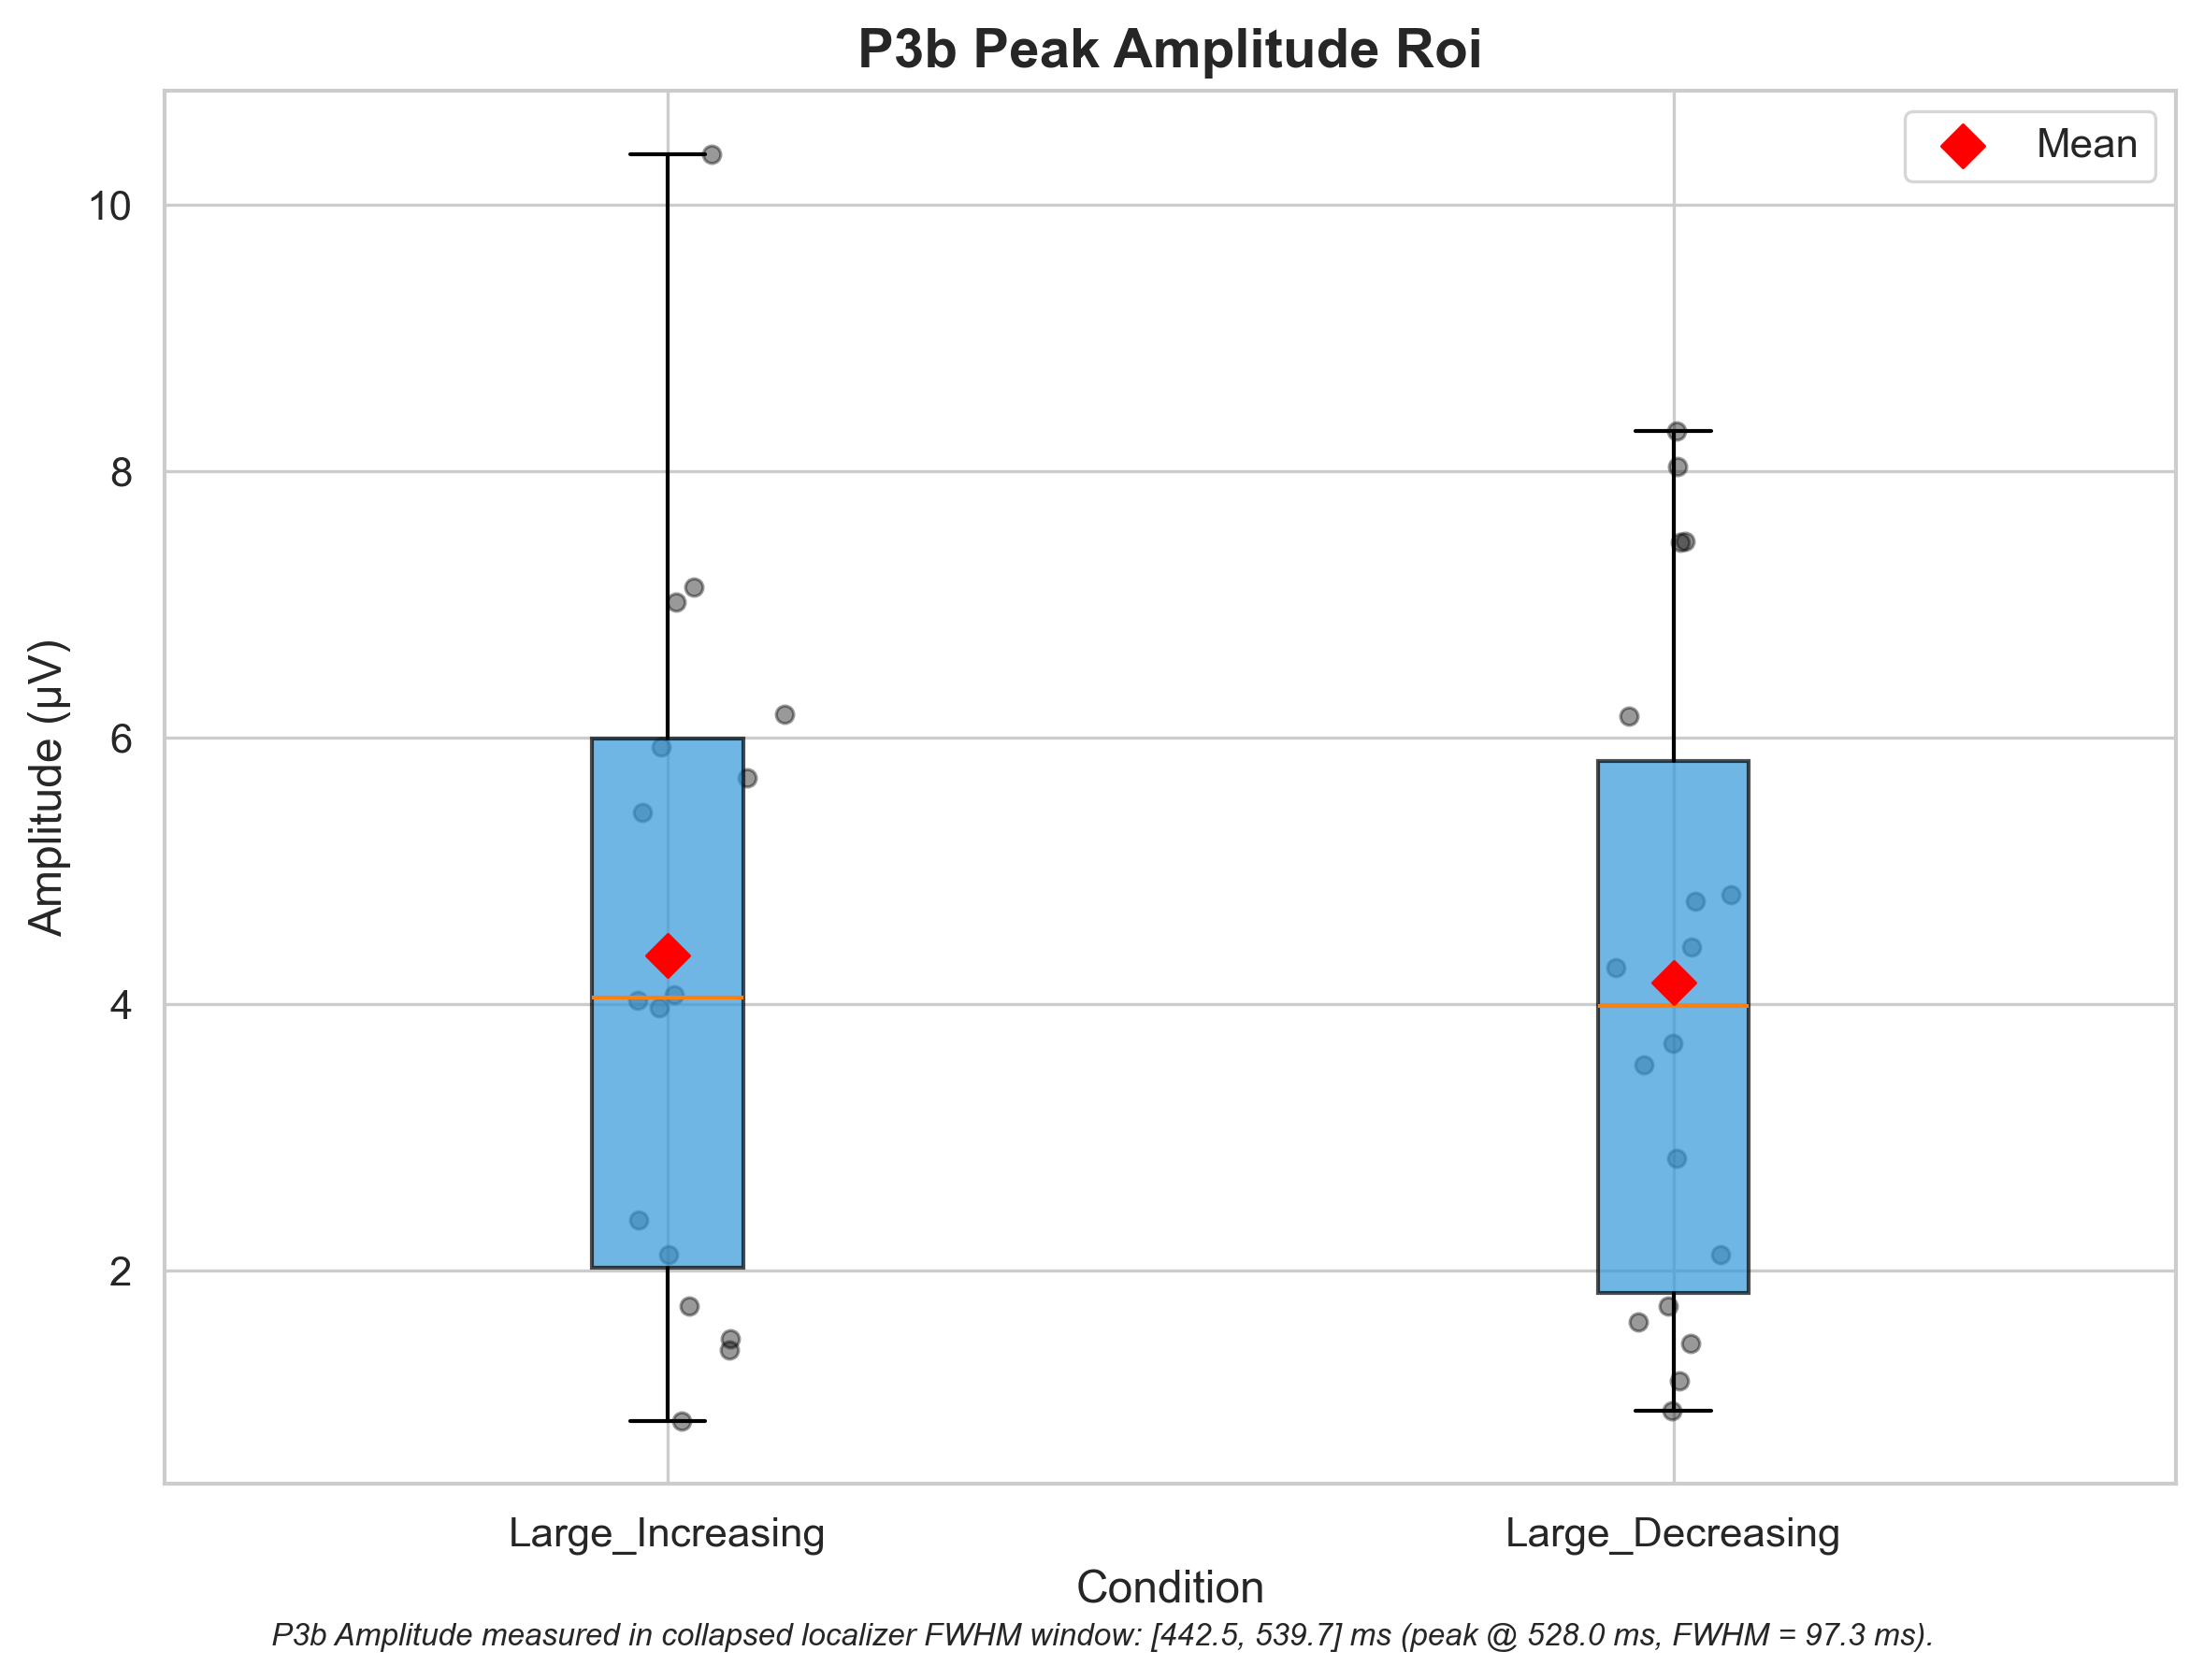 P3b Peak Amplitude Roi
Mean
10
8
6
4
2
Amplitude (µV)
Large_Increasing
Large_Decreasing
Condition
P3b Amplitude measured in collapsed localizer FWHM window: [442.5, 539.7] ms (peak @ 528.0 ms, FWHM = 97.3 ms).